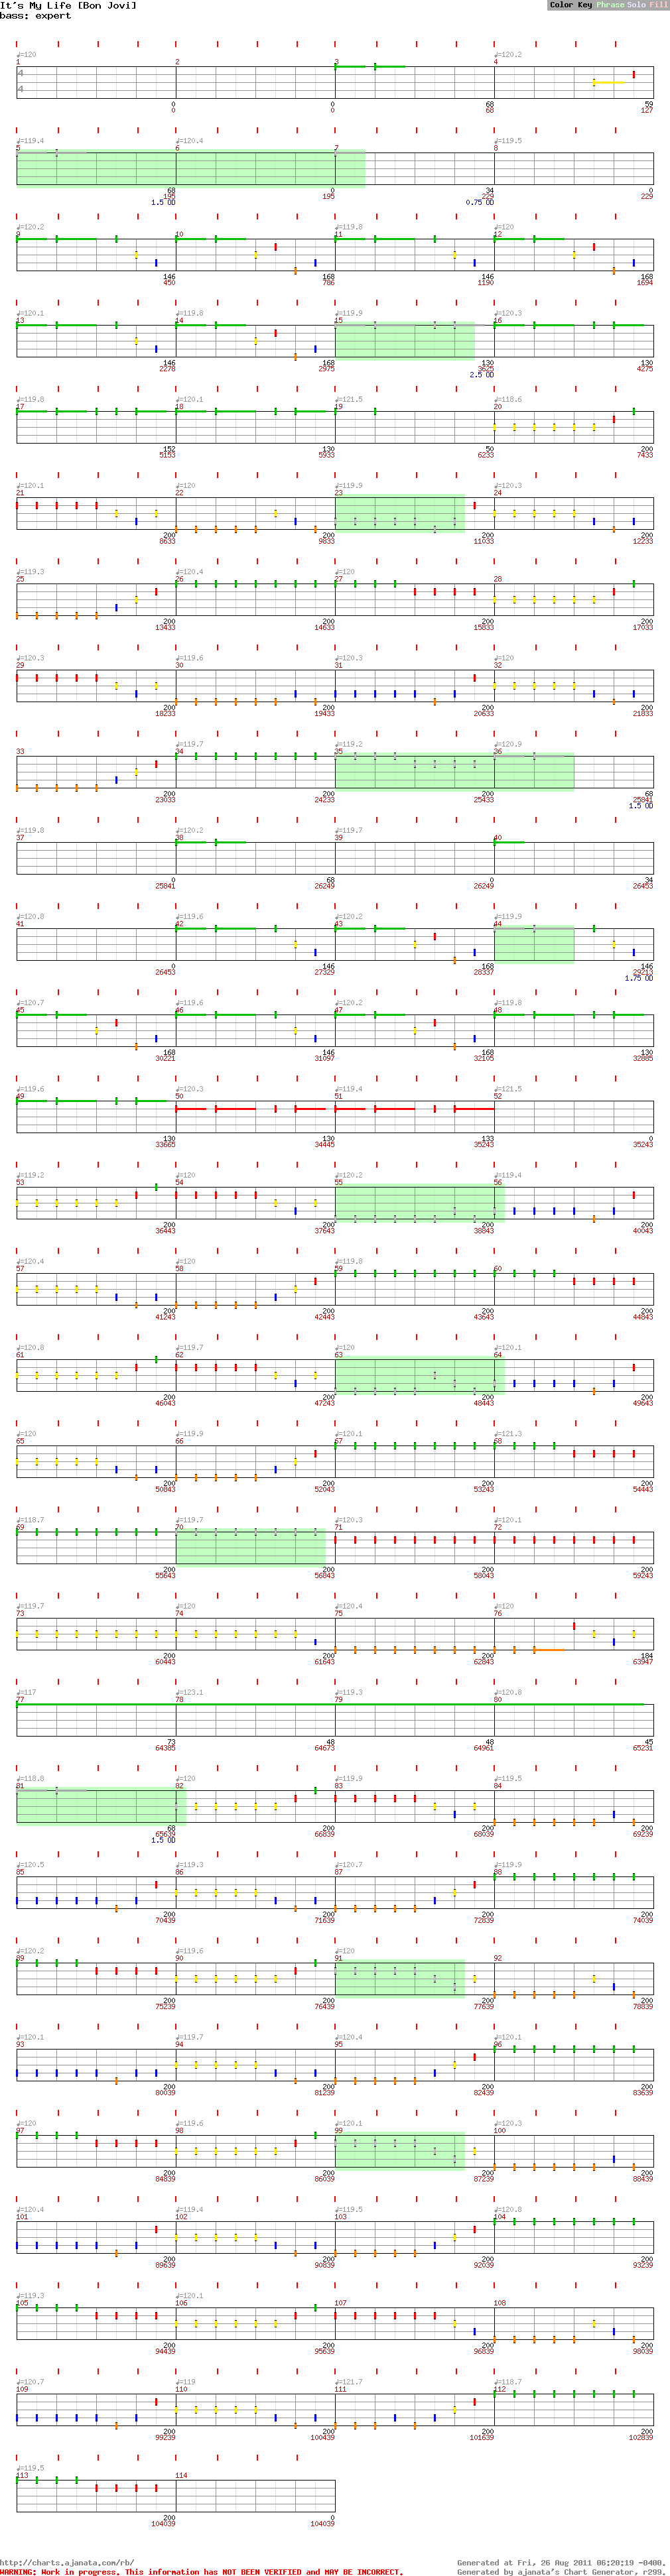 It's My Life [Bon Jovi]
Color Key Phrase Solo Fill
bass: expert
♩=120 ♩=120.2
1 2 3 4
4
4
0 0 68 59
0 0 68 127
♩=119.4 ♩=120.4 ♩=119.5
5 6 7 8
68 0 34 0
195 195 229 229
1.5 OD 0.75 OD
♩=120.2 ♩=119.8 ♩=120
9 10 11 12
146 168 146 168
450 786 1190 1694
♩=120.1 ♩=119.8 ♩=119.9 ♩=120.3
13 14 15 16
146 168 130 130
2278 2975 3625 4275
2.5 OD
♩=119.8 ♩=120.1 ♩=121.5 ♩=118.6
17 18 19 20
152 130 50 200
5153 5933 6233 7433
♩=120.1 ♩=120 ♩=119.9 ♩=120.3
21 22 23 24
200 200 200 200
8633 9833 11033 12233
♩=119.3 ♩=120.4 ♩=120
25 26 27 28
200 200 200 200
13433 14633 15833 17033
♩=120.3 ♩=119.6 ♩=120.3 ♩=120
29 30 31 32
200 200 200 200
18233 19433 20633 21833
♩=119.7 ♩=119.2 ♩=120.9
33 34 35 36
200 200 200 68
23033 24233 25433 25841
1.5 OD
♩=119.8 ♩=120.2 ♩=119.7
37 38 39 40
0 68 0 34
25841 26249 26249 26453
♩=120.8 ♩=119.6 ♩=120.2 ♩=119.9
41 42 43 44
0 146 168 146
26453 27329 28337 29213
1.75 OD
♩=120.7 ♩=119.6 ♩=120.2 ♩=119.8
45 46 47 48
168 146 168 130
30221 31097 32105 32885
♩=119.6 ♩=120.3 ♩=119.4 ♩=121.5
49 50 51 52
130 130 133 0
33665 34445 35243 35243
♩=119.2 ♩=120 ♩=120.2 ♩=119.4
53 54 55 56
200 200 200 200
36443 37643 38843 40043
♩=120.4 ♩=120 ♩=119.8
57 58 59 60
200 200 200 200
41243 42443 43643 44843
♩=120.8 ♩=119.7 ♩=120 ♩=120.1
61 62 63 64
200 200 200 200
46043 47243 48443 49643
♩=120 ♩=119.9 ♩=120.1 ♩=121.3
65 66 67 68
200 200 200 200
50843 52043 53243 54443
♩=118.7 ♩=119.7 ♩=120.3 ♩=120.1
69 70 71 72
200 200 200 200
55643 56843 58043 59243
♩=119.7 ♩=120 ♩=120.4 ♩=120
73 74 75 76
200 200 200 184
60443 61643 62843 63947
♩=117 ♩=123.1 ♩=119.3 ♩=120.8
77 78 79 80
73 48 48 45
64385 64673 64961 65231
♩=118.8 ♩=120 ♩=119.9 ♩=119.5
81 82 83 84
68 200 200 200
65639 66839 68039 69239
1.5 OD
♩=120.5 ♩=119.3 ♩=120.7 ♩=119.9
85 86 87 88
200 200 200 200
70439 71639 72839 74039
♩=120.2 ♩=119.6 ♩=120
89 90 91 92
200 200 200 200
75239 76439 77639 78839
♩=120.1 ♩=119.7 ♩=120.4 ♩=120.1
93 94 95 96
200 200 200 200
80039 81239 82439 83639
♩=120 ♩=119.6 ♩=120.1 ♩=120.3
97 98 99 100
200 200 200 200
84839 86039 87239 88439
♩=120.4 ♩=119.4 ♩=119.5 ♩=120.8
101 102 103 104
200 200 200 200
89639 90839 92039 93239
♩=119.3 ♩=120.1
105 106 107 108
200 200 200 200
94439 95639 96839 98039
♩=120.7 ♩=119 ♩=121.7 ♩=118.7
109 110 111 112
200 200 200 200
99239 100439 101639 102839
♩=119.5
113 114
200 0
104039 104039
http://charts.ajanata.com/rb/ Generated at Fri, 26 Aug 2011 06:20:19 -0400.
WARNING: Work in progress. This information has NOT BEEN VERIFIED and MAY BE INCORRECT. Generated by ajanata's Chart Generator, r299.